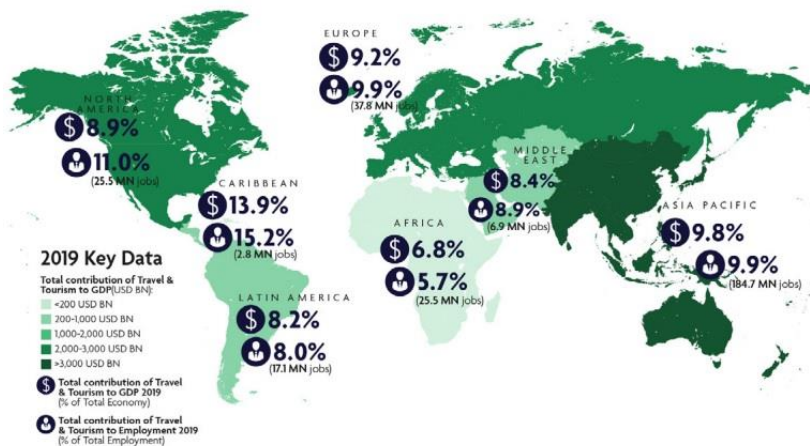 EUROPE
$ 9.2%
9.9%
(37.8 MN jobs)
NORTH
AMERICA
$ 8.9%
11.0%
(25.5 MN jobs)
CARIBBEAN
$ 13.9%
15.2%
(2.8 MN jobs)
MIDDLE
EAST
$ 8.4%
8.9%
(6.9 MN jobs)
AFRICA
$ 6.8%
5.7%
(25.5 MN jobs)
ASIA PACIFIC
$ 9.8%
9.9%
(184.7 MN jobs)
LATIN AMERICA
$ 8.2%
8.0%
(17.1 MN jobs)
2019 Key Data
Total contribution of Travel &
Tourism to GDP(USD BN):
<200 USD BN
200-1,000 USD BN
1,000-2,000 USD BN
2,000-3,000 USD BN
>3,000 USD BN
$ Total contribution of Travel
& Tourism to GDP 2019
(% of Total Economy)
Total contribution of Travel
& Tourism to Employment 2019
(% of Total Employment)